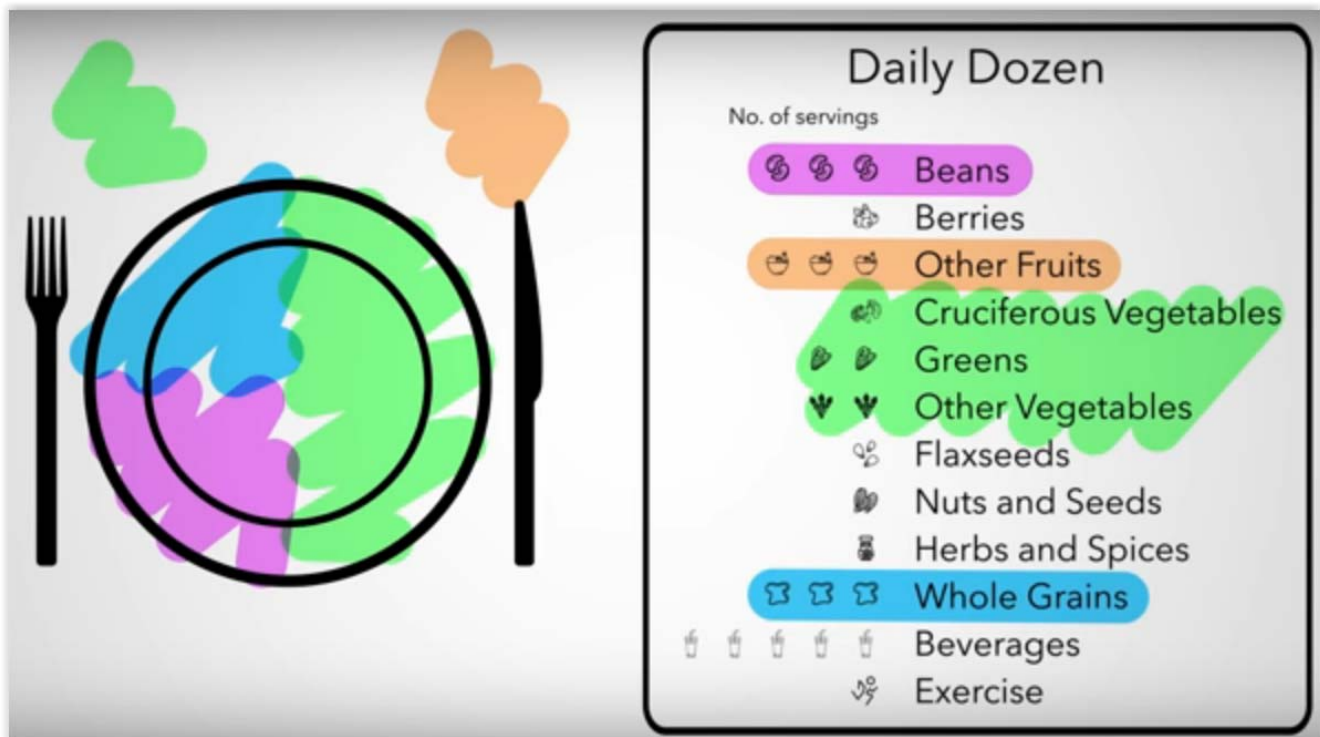 Daily Dozen
No. of servings
Beans
Berries
Other Fruits
Cruciferous Vegetables
Greens
Other Vegetables
Flaxseeds
Nuts and Seeds
Herbs and Spices
Whole Grains
Beverages
Exercise